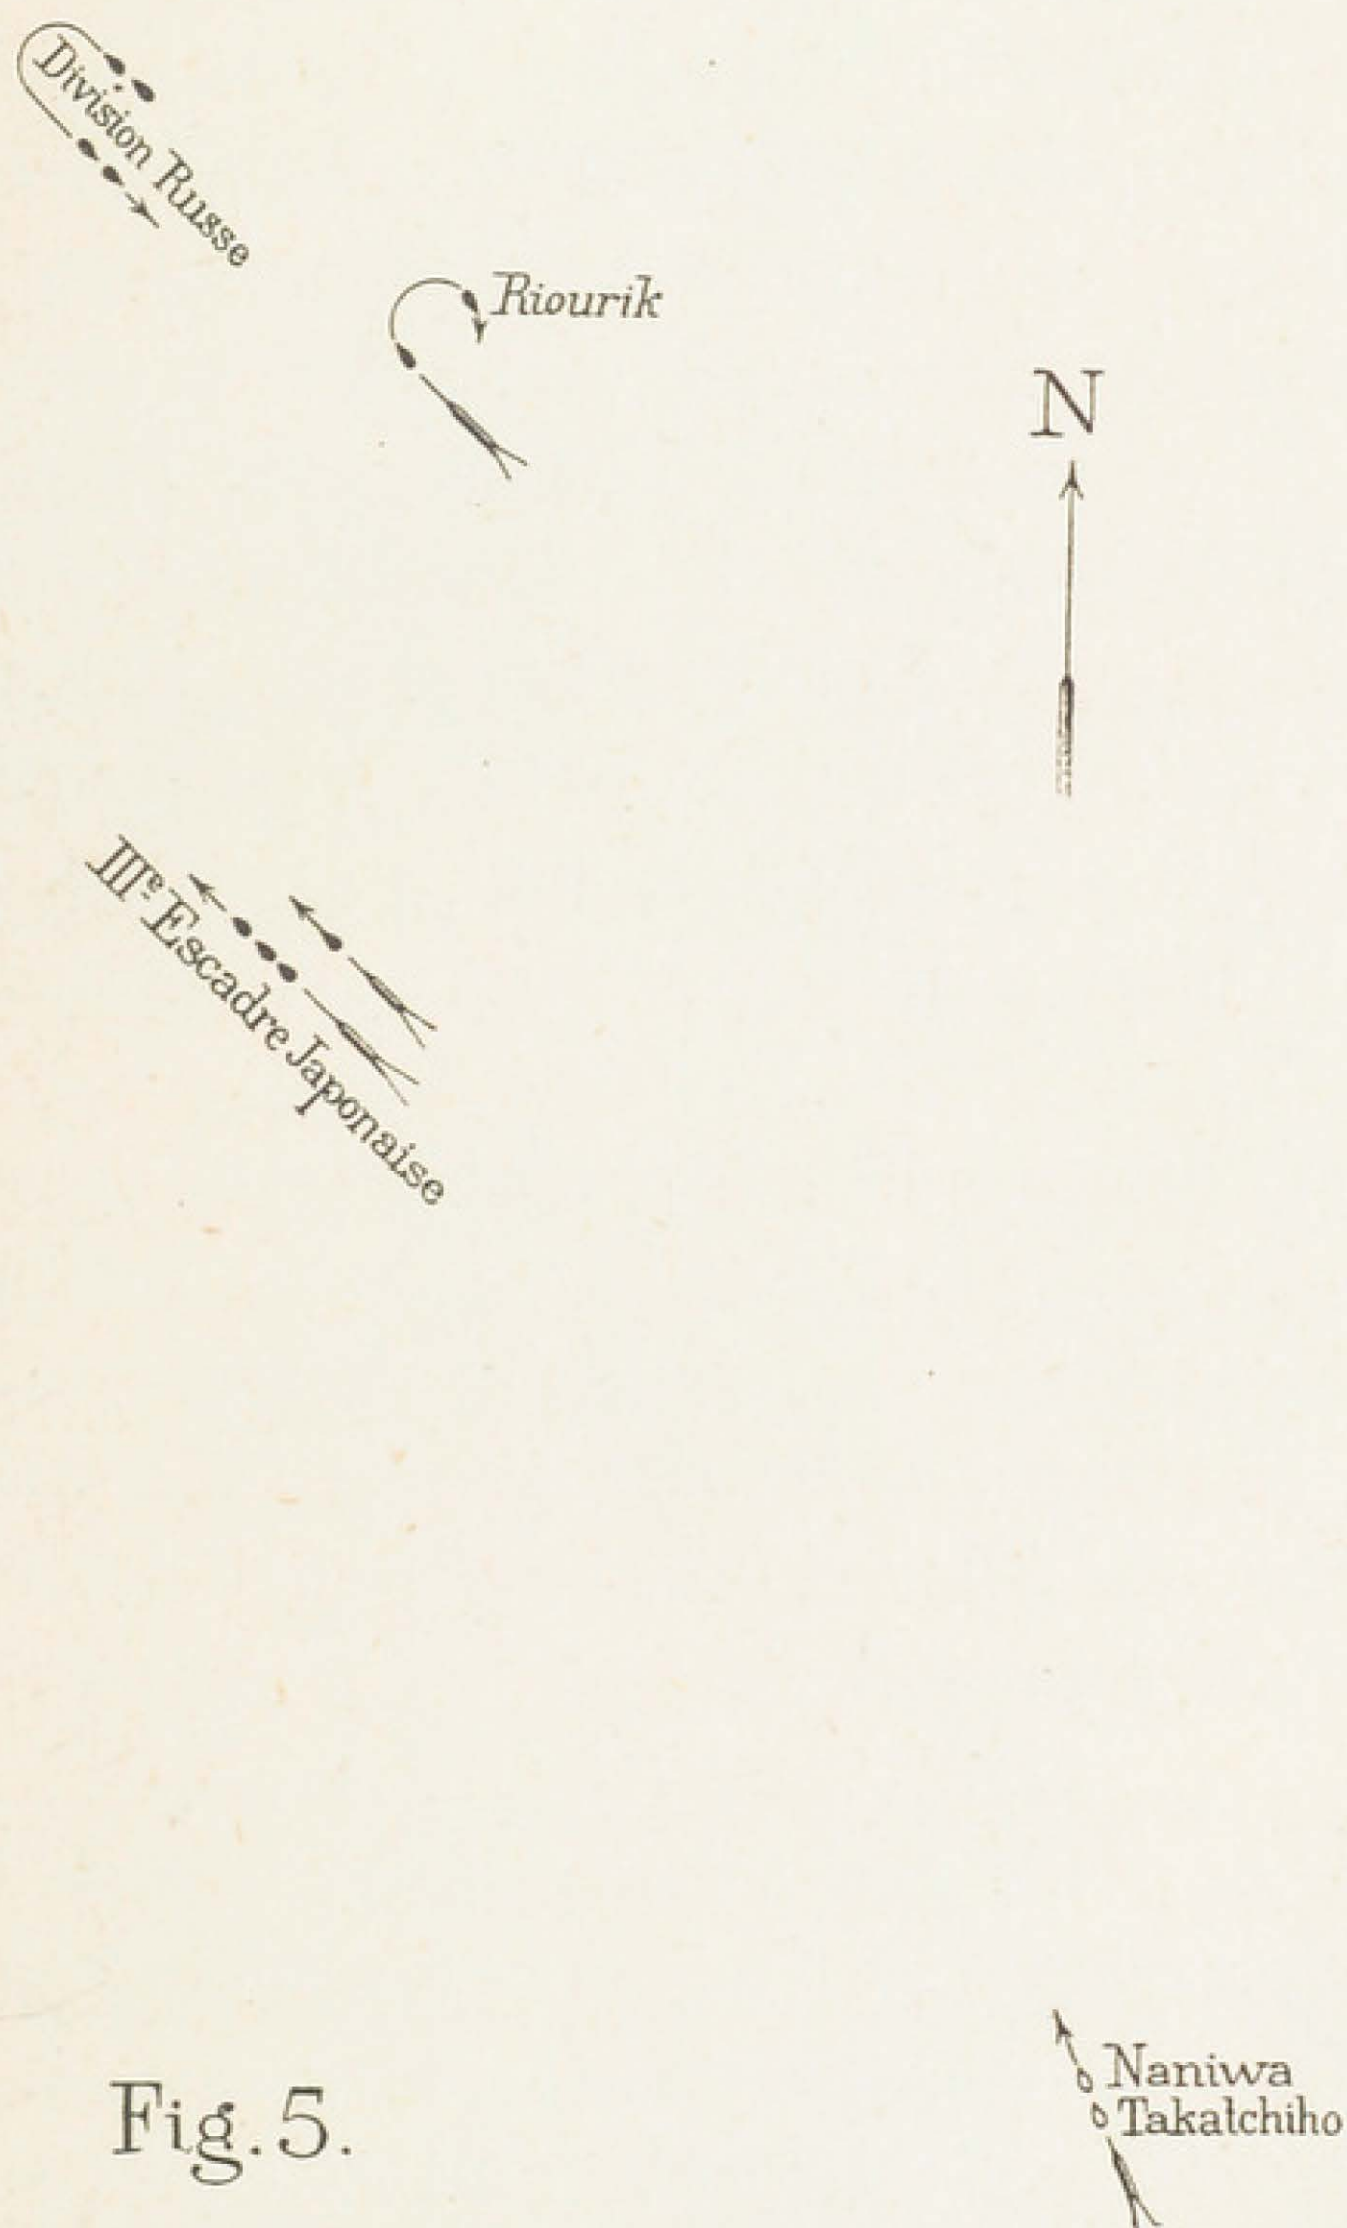 Division Russe
Riourik
N
IIIe. Escadre Japonaise
Naniwa
Takatchiho
Fig. 5.